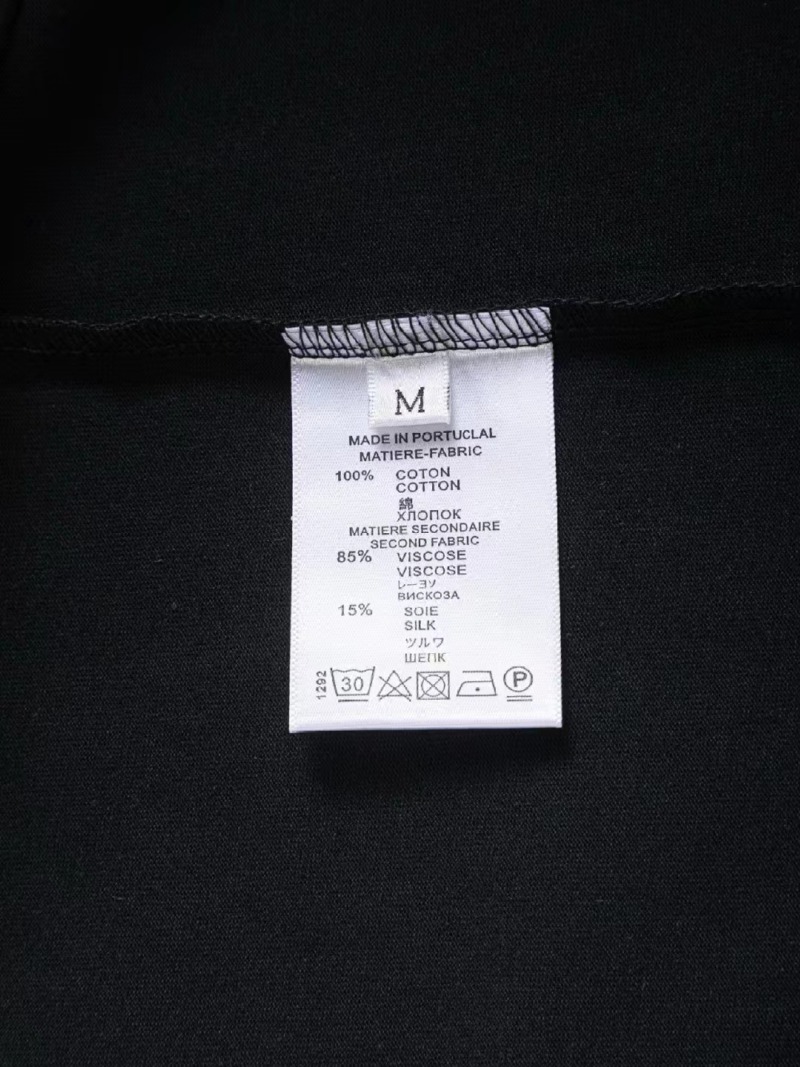 M
MADE IN PORTUCLAL
MATIERE-FABRIC
100% COTON
COTTON
綿
ХЛОПОК
MATIERE SECONDAIRE
SECOND FABRIC
85% VISCOSE
VISCOSE
レーヨソ
ВИСКОЗА
15% SOIE
SILK
ツルワ
ШЕПК
1292 30 P